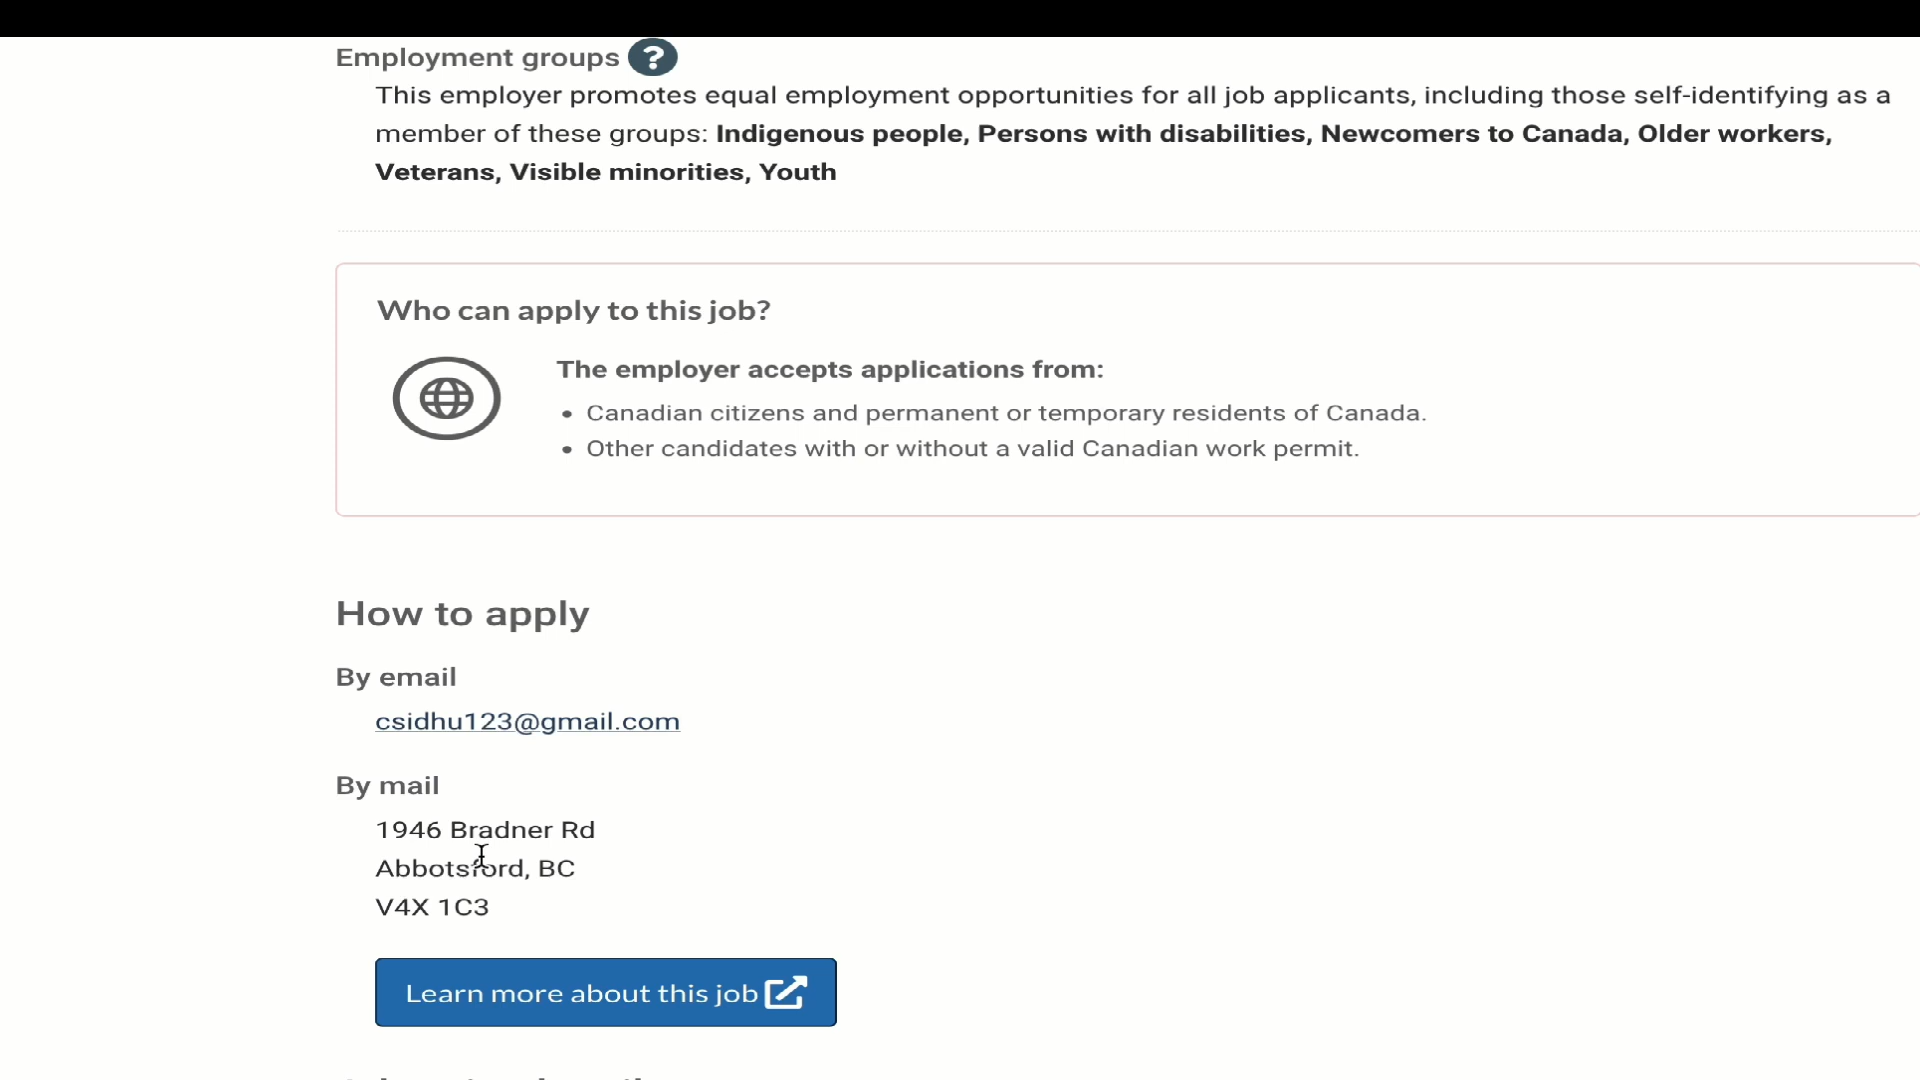 Employment groups ?
This employer promotes equal employment opportunities for all job applicants, including those self-identifying as a
member of these groups: Indigenous people, Persons with disabilities, Newcomers to Canada, Older workers,
Veterans, Visible minorities, Youth
Who can apply to this job?
The employer accepts applications from:
• Canadian citizens and permanent or temporary residents of Canada.
• Other candidates with or without a valid Canadian work permit.
How to apply
By email
csidhu123@gmail.com
By mail
1946 Bradner Rd
Abbotsford, BC
V4X 1C3
Learn more about this job